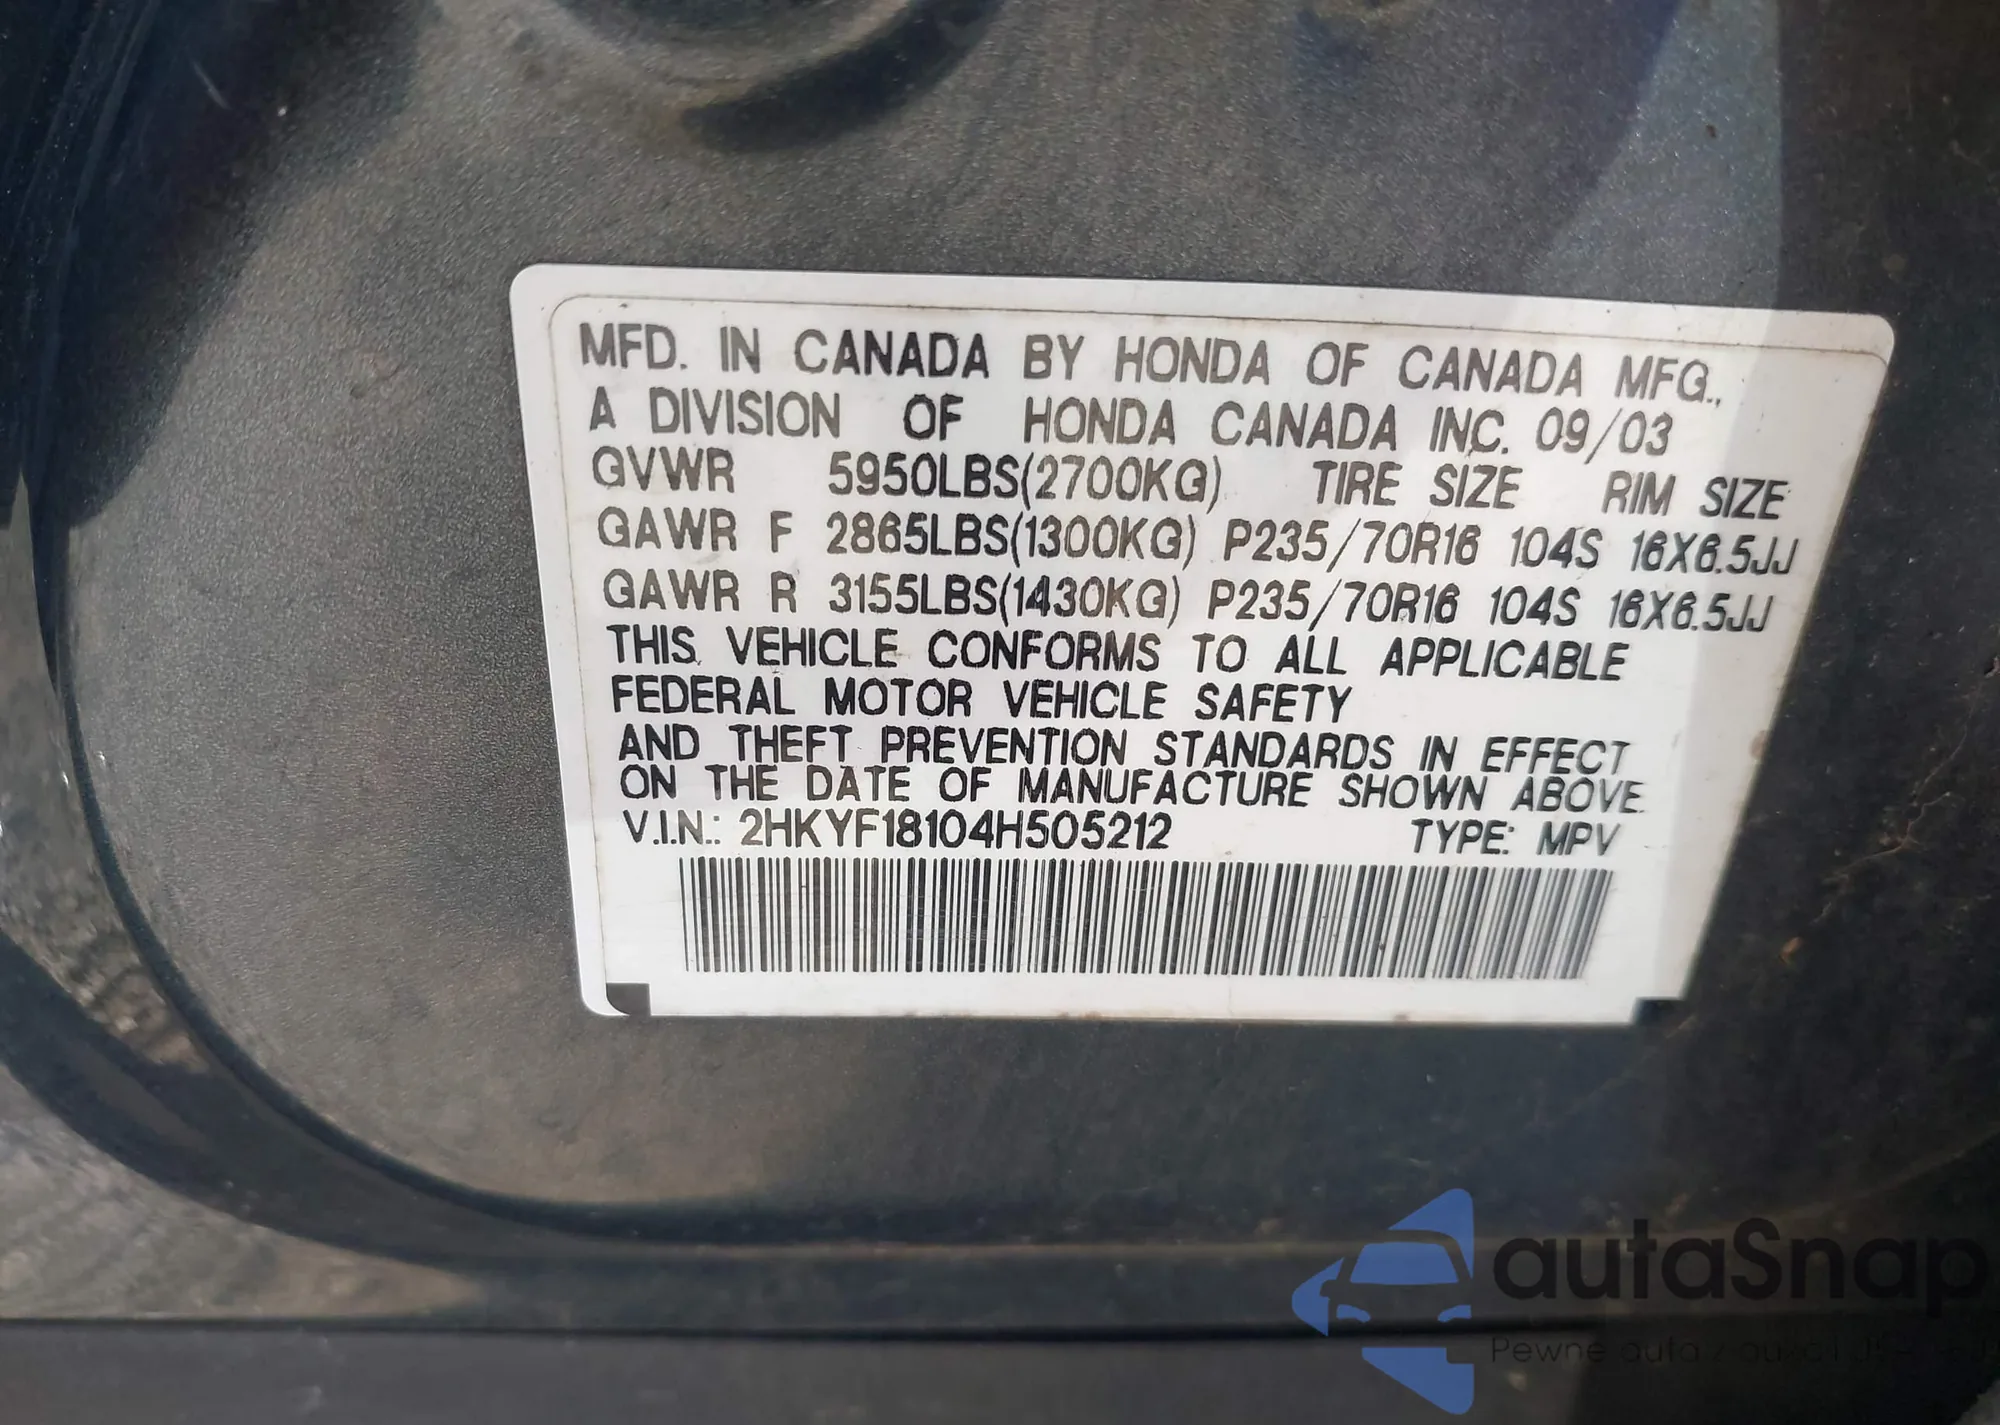 MFD. IN CANADA BY HONDA OF CANADA MFG.,
A DIVISION OF HONDA CANADA INC. 09/03
GVWR 5950LBS(2700KG) TIRE SIZE RIM SIZE
GAWR F 2865LBS(1300KG) P235/70R16 104S 16X6.5JJ
GAWR R 3155LBS(1430KG) P235/70R16 104S 16X6.5JJ
THIS VEHICLE CONFORMS TO ALL APPLICABLE
FEDERAL MOTOR VEHICLE SAFETY
AND THEFT PREVENTION STANDARDS IN EFFECT
ON THE DATE OF MANUFACTURE SHOWN ABOVE
V.I.N.: 2HKYF18104H505212 TYPE: MPV
autaSnap
Pewne auta z aukcji